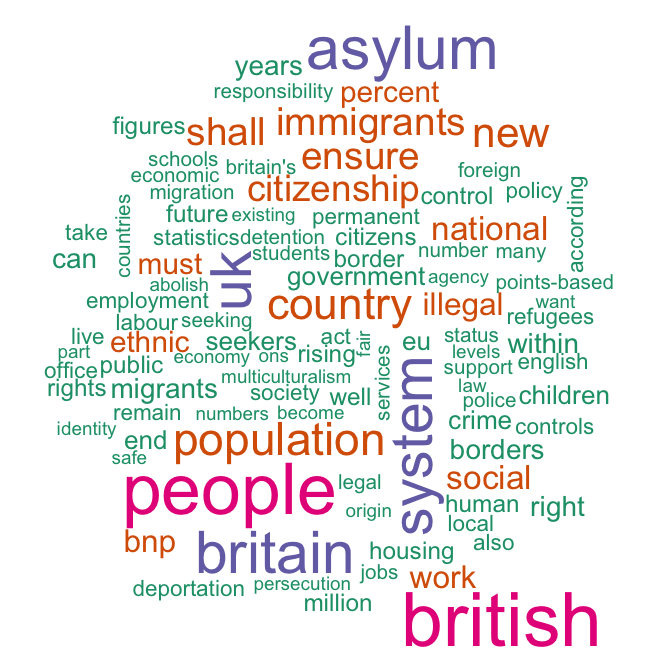 asylum
years
responsibility
percent
figures
shall
immigrants
new
schools
britain's
ensure
foreign
economic
migration
citizenship
control
policy
according
countries
future
existing
permanent
national
take
statistics
detention
citizens
number
many
can
must
uk
students
border
abolish
government
agency
points-based
employment
country
illegal
want
labour
seeking
refugees
live
ethnic
seekers
act
fair
eu
status
within
part
public
economy
ons
rising
levels
office
multiculturalism
services
system
support
english
rights
migrants
society
well
law
police
children
remain
numbers
become
crime
controls
identity
end
population
borders
safe
people
legal
social
origin
human
right
local
bnp
britain
housing
also
jobs
work
deportation
persecution
million
british